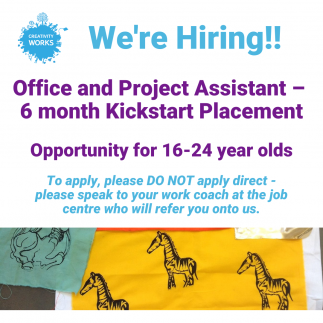 CREATIVITY
WORKS
We're Hiring!!
Office and Project Assistant –
6 month Kickstart Placement
Opportunity for 16-24 year olds
To apply, please DO NOT apply direct -
please speak to your work coach at the job
centre who will refer you onto us.